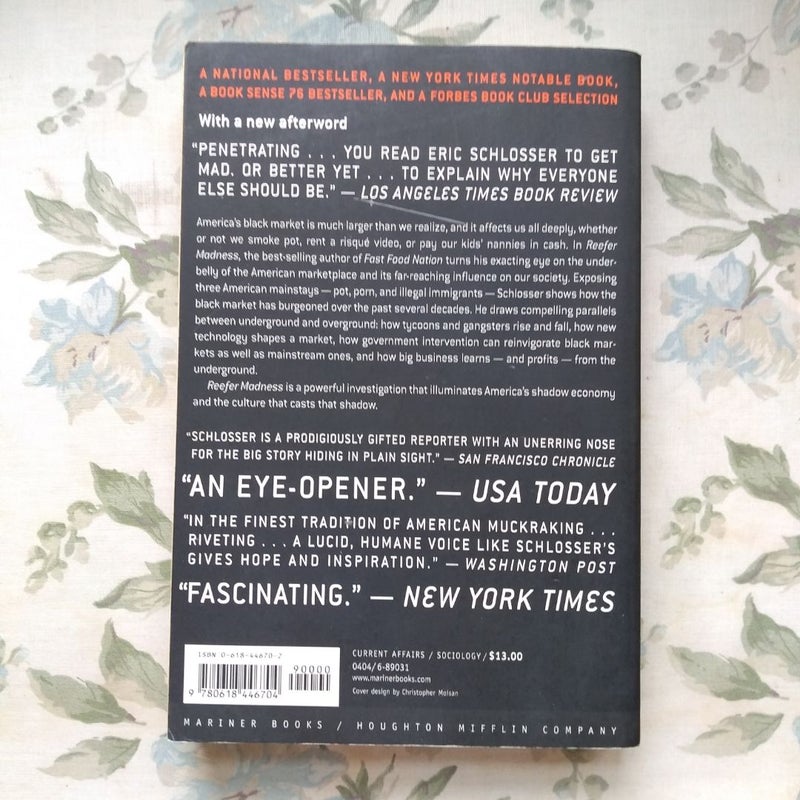 A NATIONAL BESTSELLER, A NEW YORK TIMES NOTABLE BOOK,
A BOOK SENSE 76 BESTSELLER, AND A FORBES BOOK CLUB SELECTION
With a new afterword
“PENETRATING . . . YOU READ ERIC SCHLOSSER TO GET
MAD, OR BETTER YET . . . TO EXPLAIN WHY EVERYONE
ELSE SHOULD BE.” — LOS ANGELES TIMES BOOK REVIEW
America’s black market is much larger than we realize, and it affects us all deeply, whether
or not we smoke pot, rent a risqué video, or pay our kids’ nannies in cash. In Reefer
Madness, the best-selling author of Fast Food Nation turns his exacting eye on the under-
belly of the American marketplace and its far-reaching influence on our society. Exposing
three American mainstays — pot, porn, and illegal immigrants — Schlosser shows how the
black market has burgeoned over the past several decades. He draws compelling parallels
between underground and overground: how tycoons and gangsters rise and fall, how new
technology shapes a market, how government intervention can reinvigorate black mar-
kets as well as mainstream ones, and how big business learns — and profits — from the
underground.
Reefer Madness is a powerful investigation that illuminates America’s shadow economy
and the culture that casts that shadow.
“SCHLOSSER IS A PRODIGIOUSLY GIFTED REPORTER WITH AN UNERRING NOSE
FOR THE BIG STORY HIDING IN PLAIN SIGHT.” — SAN FRANCISCO CHRONICLE
“AN EYE-OPENER.” — USA TODAY
“IN THE FINEST TRADITION OF AMERICAN MUCKRAKING . . .
RIVETING . . . A LUCID, HUMANE VOICE LIKE SCHLOSSER’S
GIVES HOPE AND INSPIRATION.” — WASHINGTON POST
“FASCINATING.” — NEW YORK TIMES
ISBN 0-618-44670-2
90000
9 780618 446704
CURRENT AFFAIRS / SOCIOLOGY / $13.00
0404/6-89031
www.marinerbooks.com
Cover design by Christopher Moisan
MARINER BOOKS / HOUGHTON MIFFLIN COMPANY